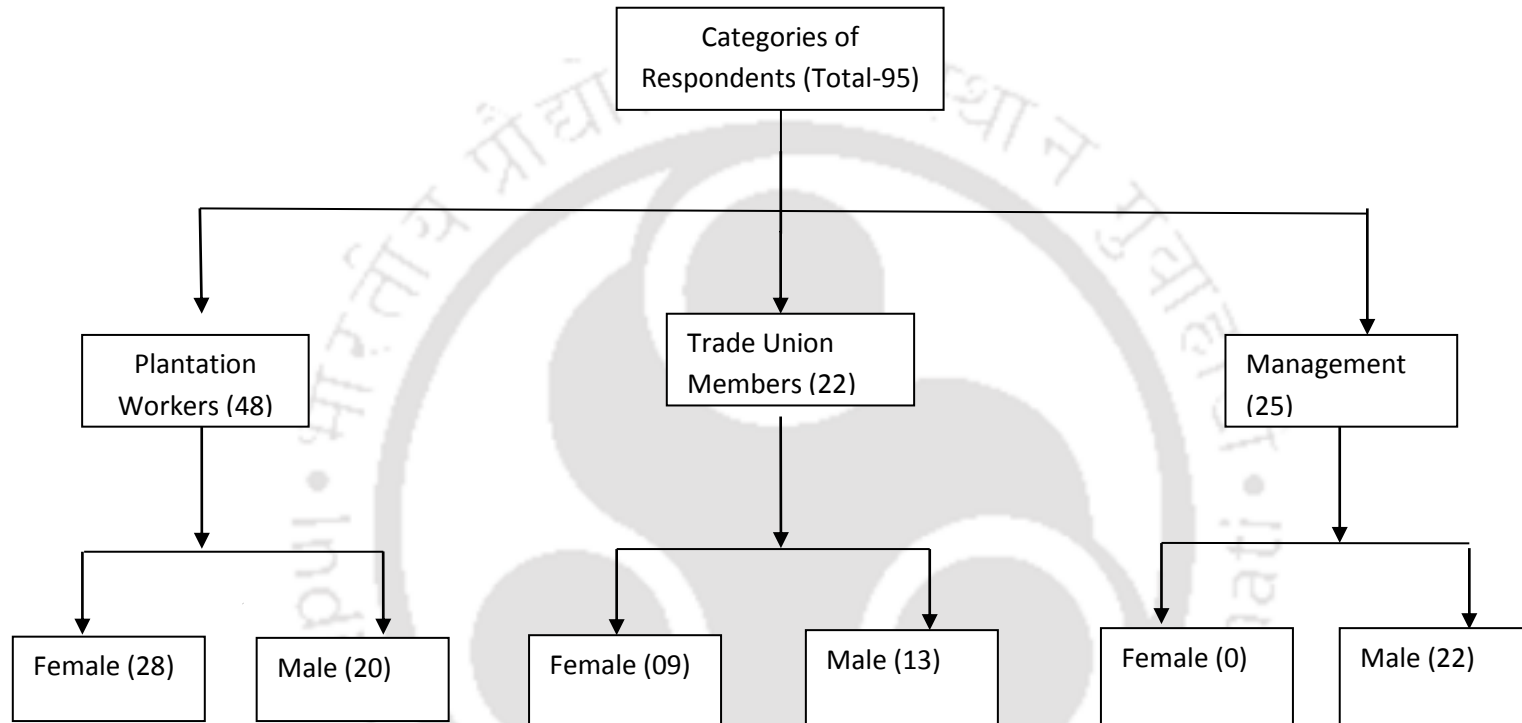 Categories of
Respondents (Total-95)
Plantation
Workers (48)
Trade Union
Members (22)
Management
(25)
Female (28)
Male (20)
Female (09)
Male (13)
Female (0)
Male (22)